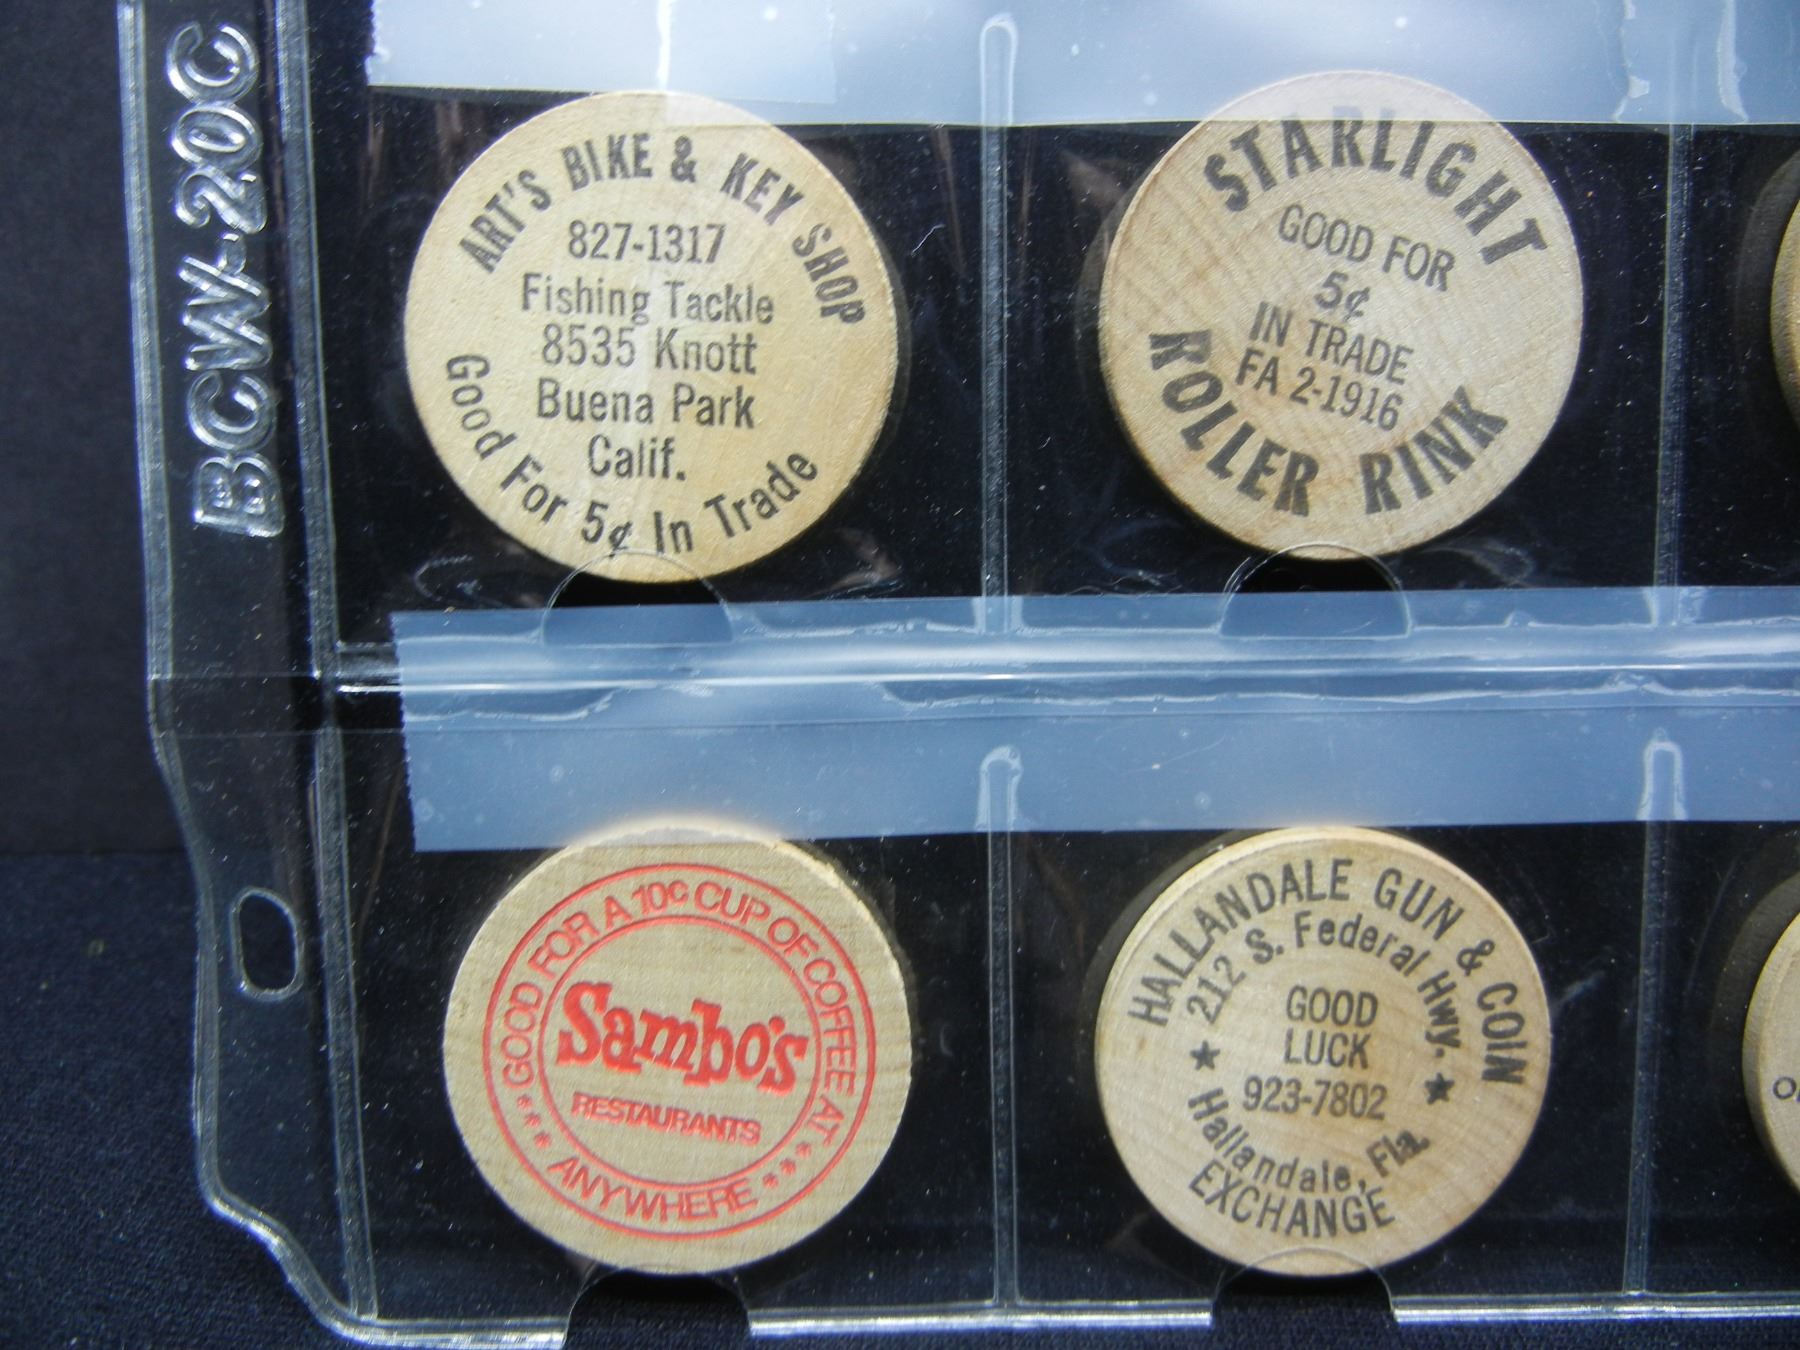 BCW-20C
ART'S BIKE & KEY SHOP
827-1317
Fishing Tackle
8535 Knott
Buena Park
Calif.
Good For 5¢ In Trade
STARLIGHT
GOOD FOR
5¢
IN TRADE
FA 2-1916
ROLLER RINK
GOOD FOR A 10¢ CUP OF COFFEE AT
Sambo's
RESTAURANTS
*** ANYWHERE ***
HALLANDALE GUN & COIN
212 S. Federal Hwy.
GOOD
LUCK
★ 923-7802 ★
Hallandale, Fla.
EXCHANGE